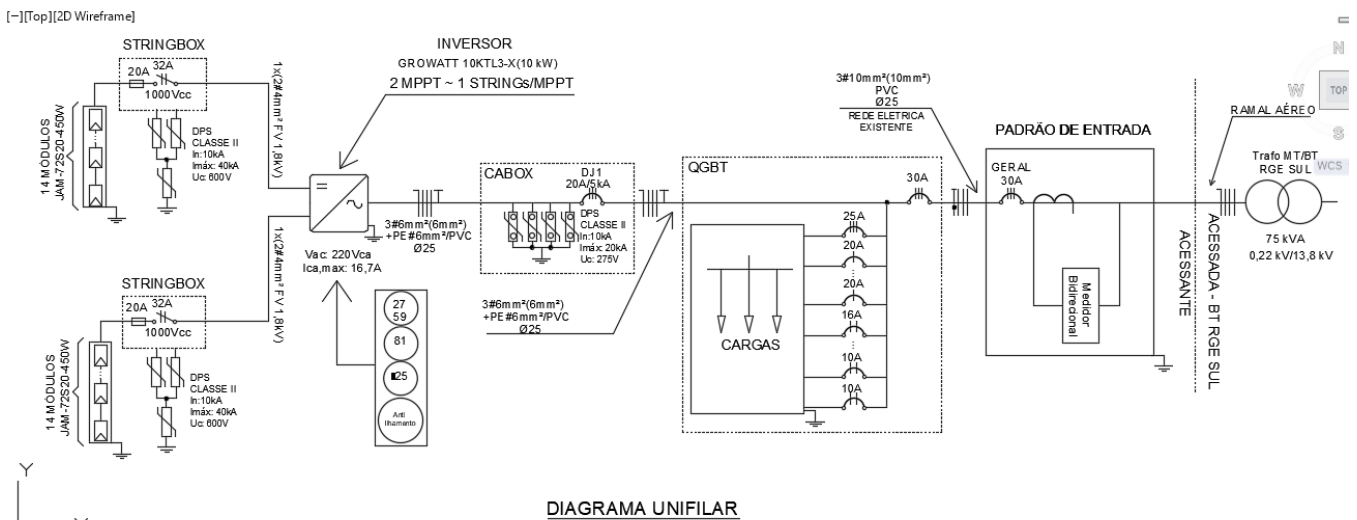 [−][Top][2D Wireframe]
STRINGBOX
20A
32A
1000Vcc
14 MÓDULOS
JAM-72S20-450W
DPS
CLASSE II
In:10kA
Imáx: 40kA
Uc: 600V
1x(2#4mm² FV 1,8kV)
STRINGBOX
20A
32A
1000Vcc
14 MÓDULOS
JAM-72S20-450W
DPS
CLASSE II
In:10kA
Imáx: 40kA
Uc: 600V
1x(2#4mm² FV 1,8kV)
INVERSOR
GROWATT 10KTL3-X(10 kW)
2 MPPT ~ 1 STRINGs/MPPT
Vac: 220Vca
Ica,max: 16,7A
27
59
81
25
Anti
Ilhamento
3#6mm²(6mm²)
+PE#6mm²/PVC
Ø25
CABOX
DJ1
20A/5kA
DPS
CLASSE II
In:10kA
Imáx: 20kA
Uc: 275V
3#6mm²(6mm²)
+PE#6mm²/PVC
Ø25
QGBT
CARGAS
25A
20A
20A
16A
10A
10A
30A
3#10mm²(10mm²)
PVC
Ø25
REDE ELETRICA
EXISTENTE
PADRÃO DE ENTRADA
GERAL
30A
Medidor
Bidirecional
ACESSANTE
ACESSADA - BT RGE SUL
RAMAL AÉREO
Trafo MT/BT
RGE SUL
75 kVA
0,22 kV/13,8 kV
N
W
TOP
S
WCS
Y
DIAGRAMA UNIFILAR